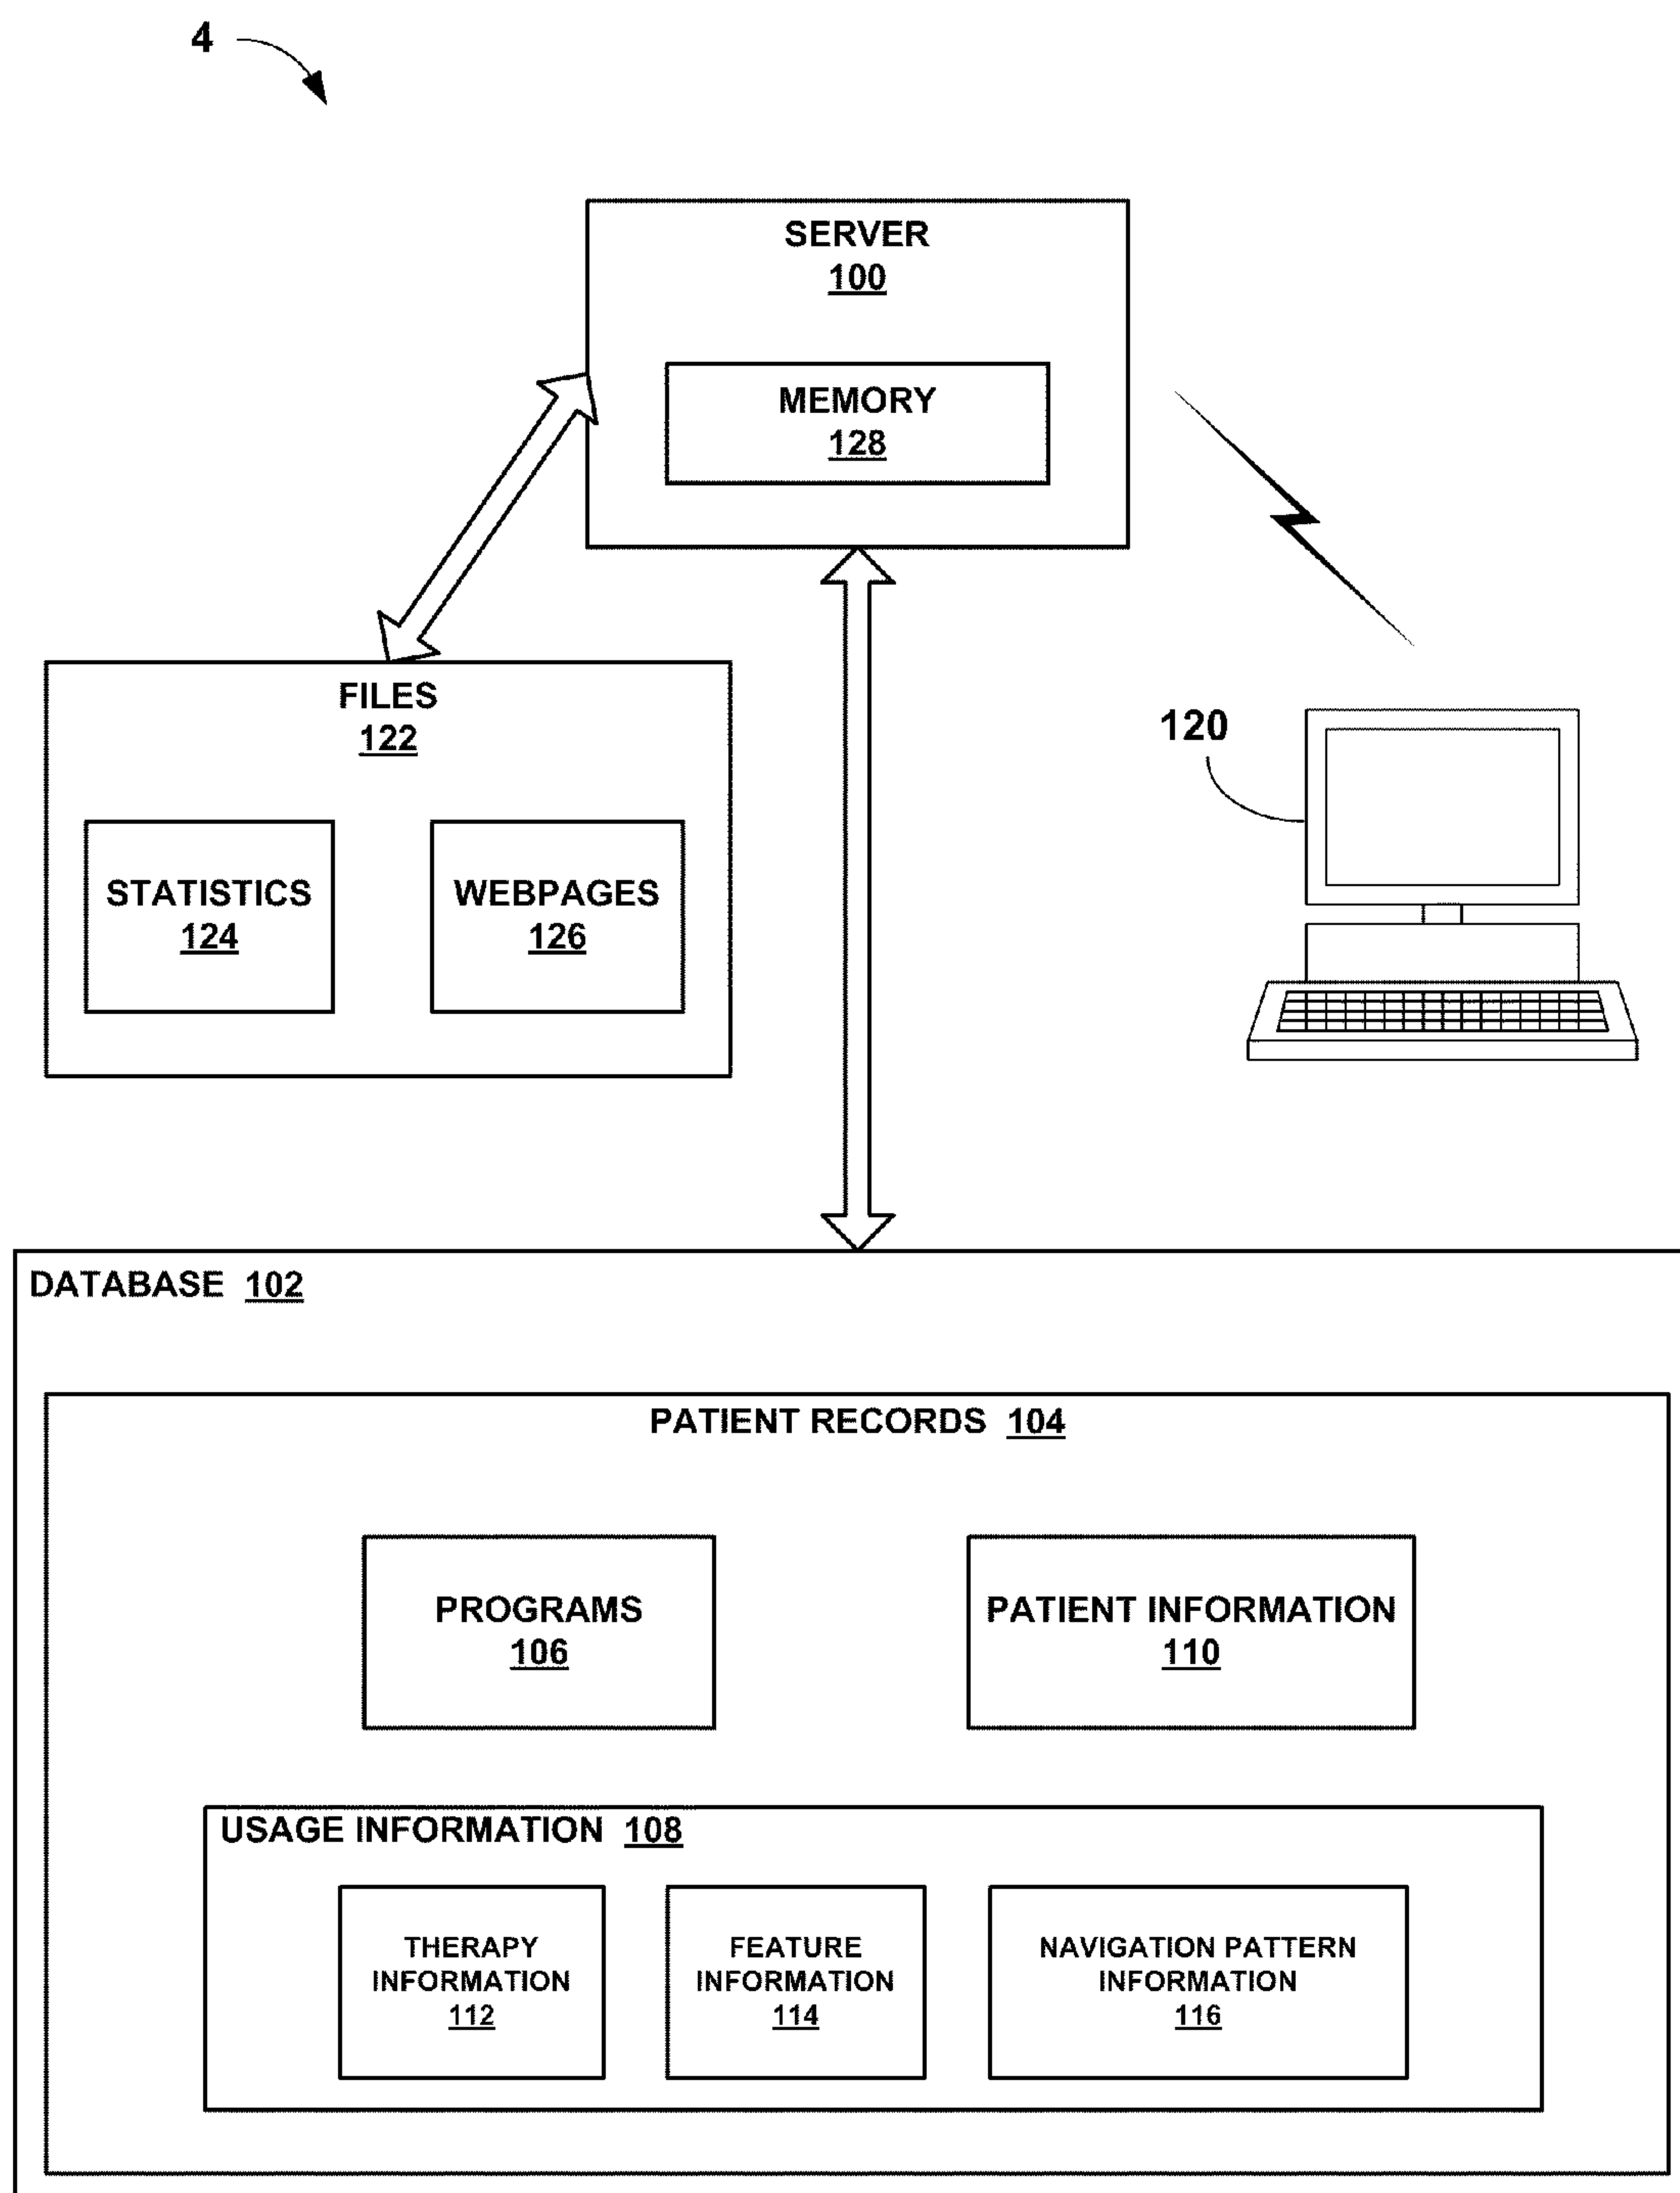 4
SERVER
100
MEMORY
128
FILES
122
STATISTICS
124
WEBPAGES
126
120
DATABASE 102
PATIENT RECORDS 104
PROGRAMS
106
PATIENT INFORMATION
110
USAGE INFORMATION 108
THERAPY
INFORMATION
112
FEATURE
INFORMATION
114
NAVIGATION PATTERN
INFORMATION
116